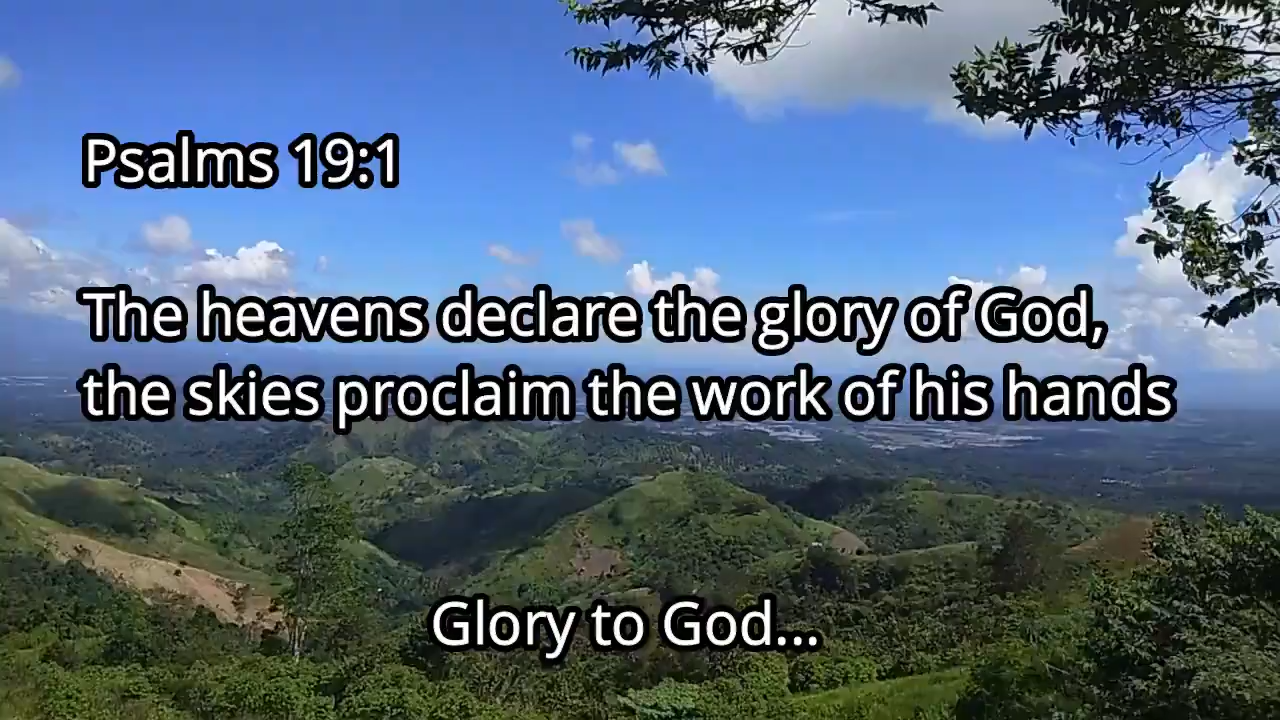 Psalms 19:1
The heavens declare the glory of God,
the skies proclaim the work of his hands
Glory to God...